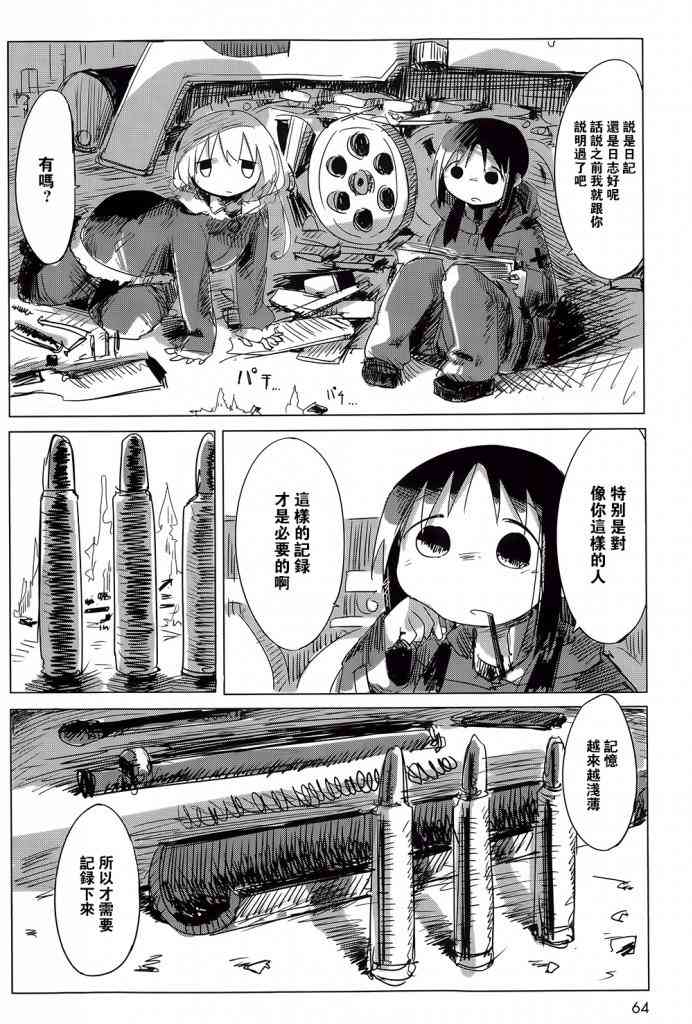 說是日記
還是日志好呢
話說之前我就跟你
說明過了吧
有嗎？
パチ…
パチ…
特別是對
像你這樣的人
這樣的記録
才是必要的啊
記憶
越來越淺薄
所以才需要
記録下來
64